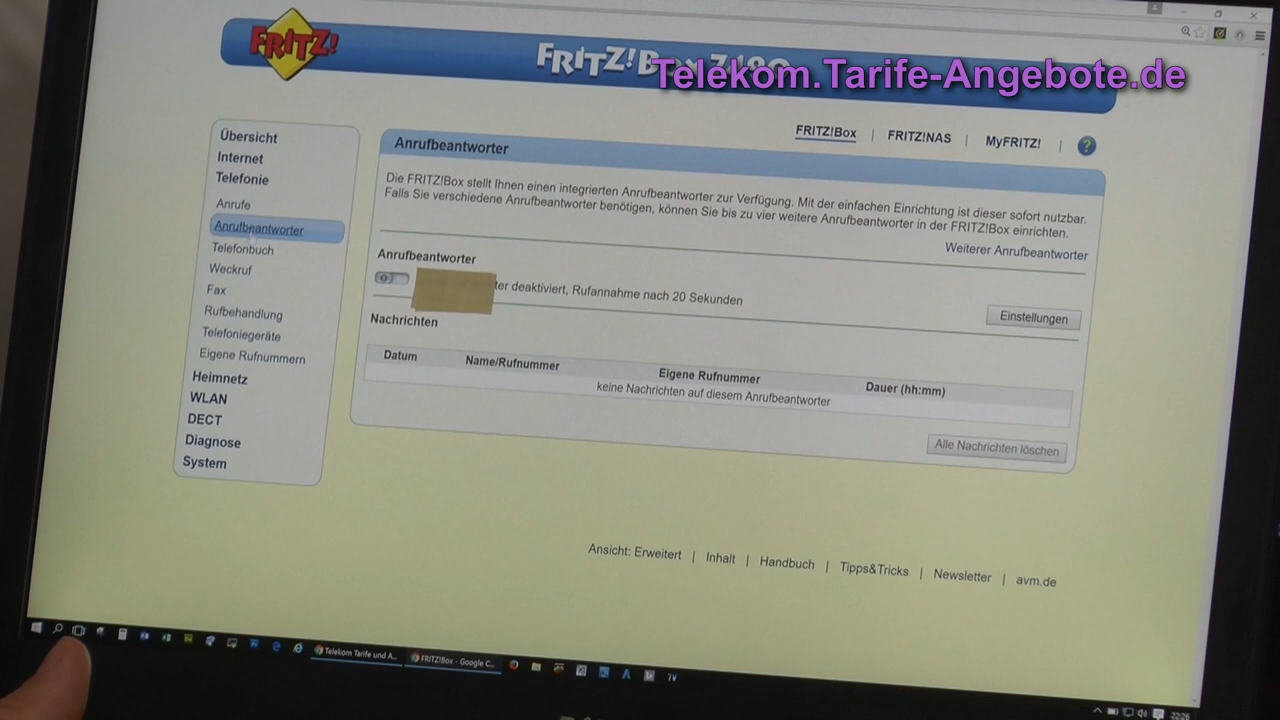 FRITZ!
FRITZ!Box 7490
Telekom.Tarife-Angebote.de
FRITZ!Box | FRITZ!NAS | MyFRITZ! | ?
Übersicht
Internet
Telefonie
Anrufe
Anrufbeantworter
Telefonbuch
Weckruf
Fax
Rufbehandlung
Telefoniegeräte
Eigene Rufnummern
Heimnetz
WLAN
DECT
Diagnose
System
Anrufbeantworter
Die FRITZ!Box stellt Ihnen einen integrierten Anrufbeantworter zur Verfügung. Mit der einfachen Einrichtung ist dieser sofort nutzbar.
Falls Sie verschiedene Anrufbeantworter benötigen, können Sie bis zu vier weitere Anrufbeantworter in der FRITZ!Box einrichten.
Weiterer Anrufbeantworter
Anrufbeantworter
ter deaktiviert, Rufannahme nach 20 Sekunden
Einstellungen
Nachrichten
Datum Name/Rufnummer Eigene Rufnummer Dauer (hh:mm)
keine Nachrichten auf diesem Anrufbeantworter
Alle Nachrichten löschen
Ansicht: Erweitert | Inhalt | Handbuch | Tipps&Tricks | Newsletter | avm.de
Telekom Tarife und A... FRITZ!Box - Google C...